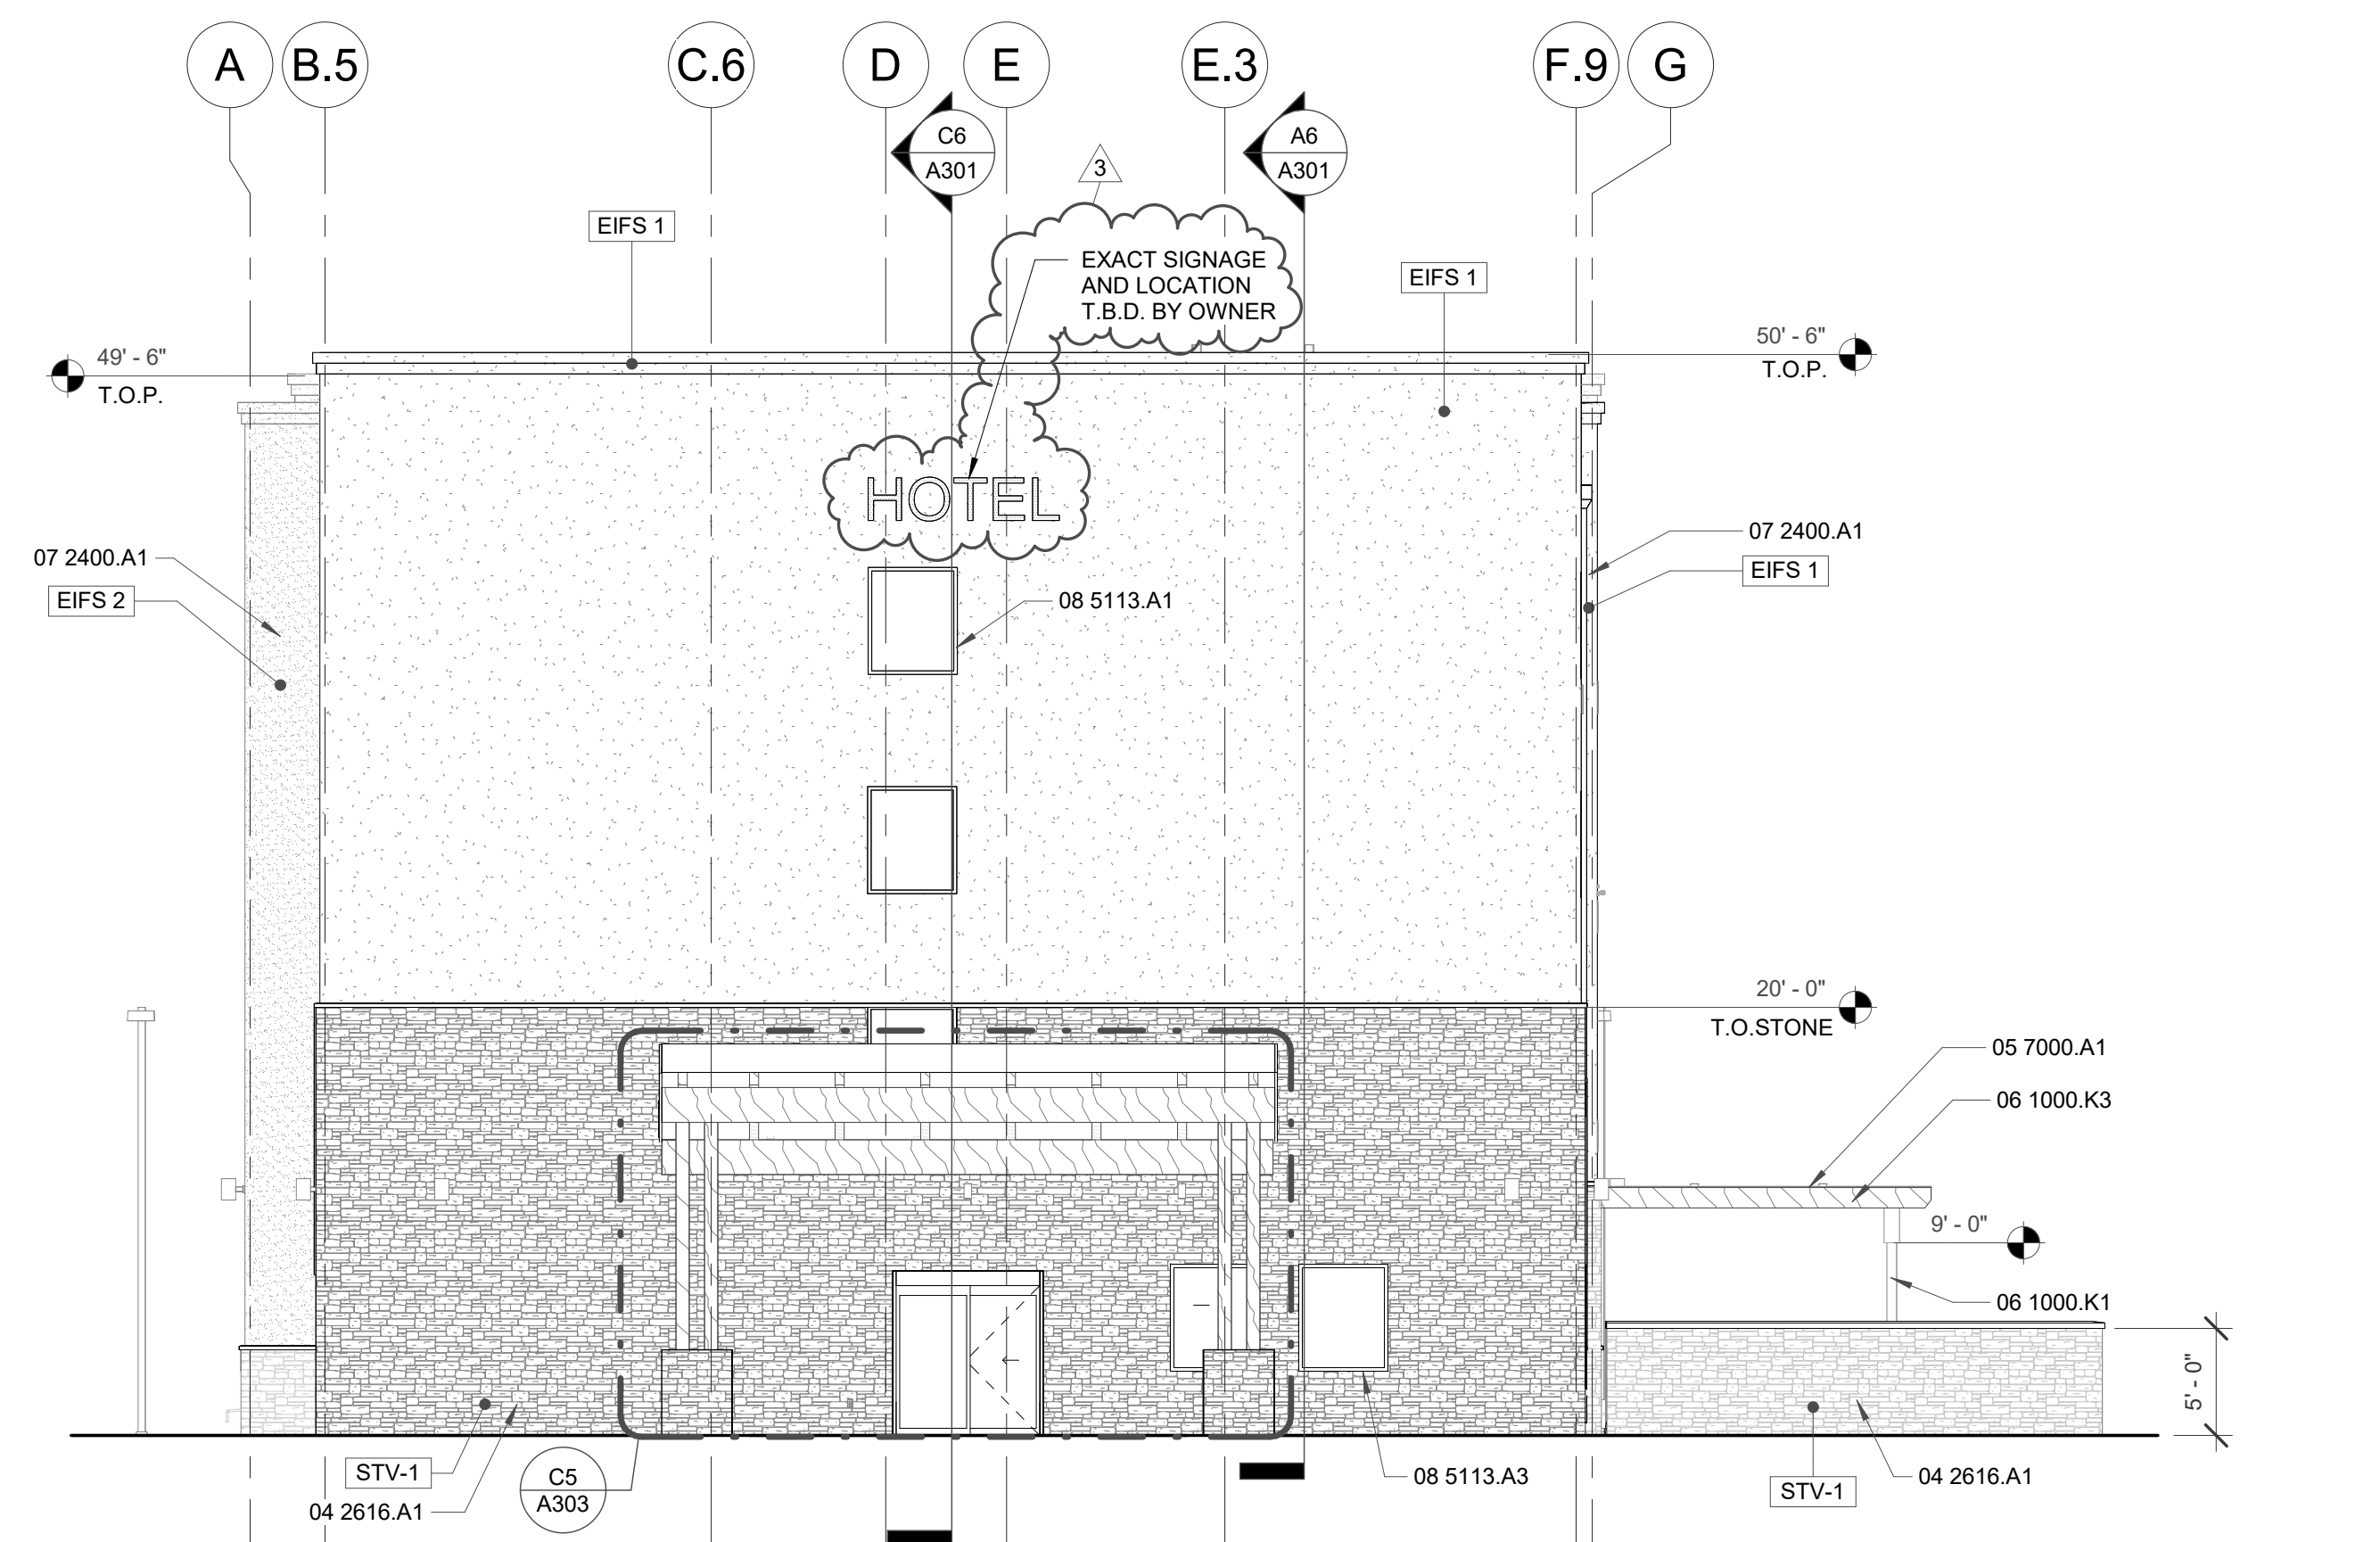 A
B.5
C.6
D
E
E.3
F.9
G
C6
A301
A6
A301
3
EIFS 1
EXACT SIGNAGE
AND LOCATION
T.B.D. BY OWNER
EIFS 1
49' - 6"
T.O.P.
50' - 6"
T.O.P.
HOTEL
07 2400.A1
EIFS 2
08 5113.A1
07 2400.A1
EIFS 1
20' - 0"
T.O.STONE
05 7000.A1
06 1000.K3
9' - 0"
06 1000.K1
5' - 0"
STV-1
04 2616.A1
C5
A303
08 5113.A3
STV-1
04 2616.A1